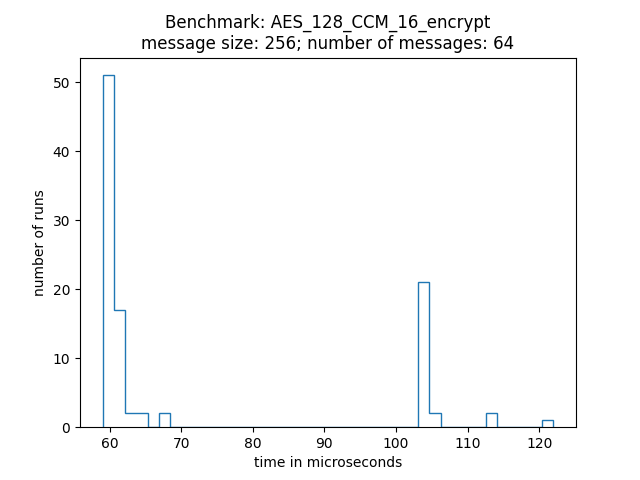 Benchmark: AES_128_CCM_16_encrypt
message size: 256; number of messages: 64
50
40
30
20
10
0
number of runs
60 70 80 90 100 110 120
time in microseconds